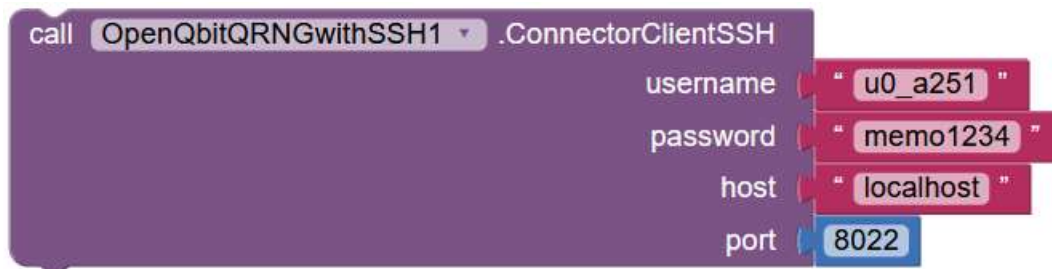 call OpenQbitQRNGwithSSH1 .ConnectorClientSSH
username “ u0_a251 ”
password “ memo1234 ”
host “ localhost ”
port 8022